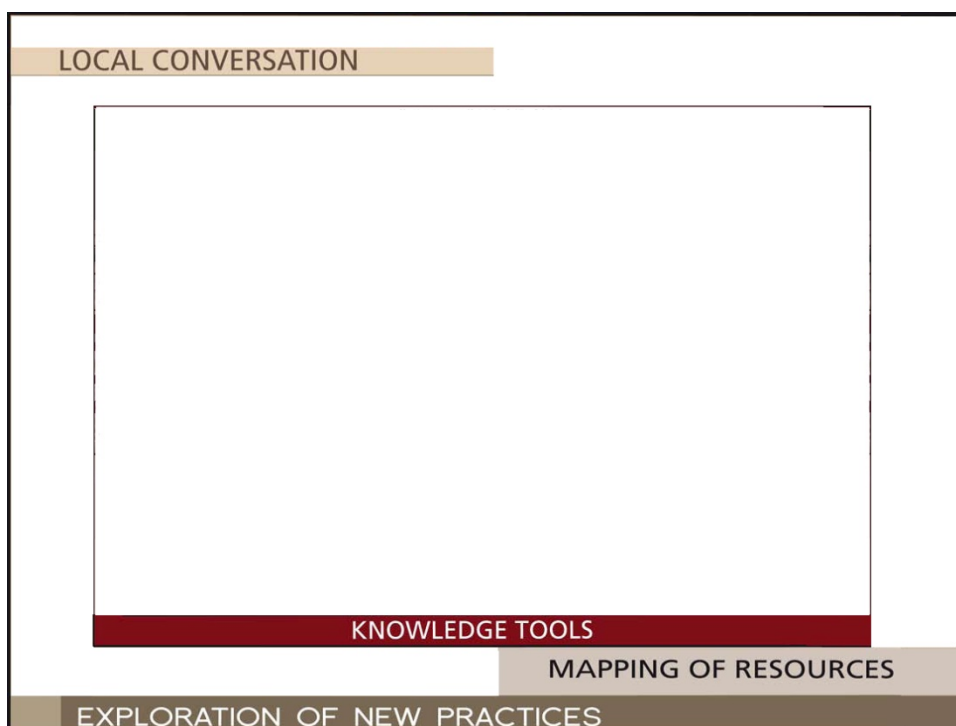 LOCAL CONVERSATION
KNOWLEDGE TOOLS
MAPPING OF RESOURCES
EXPLORATION OF NEW PRACTICES